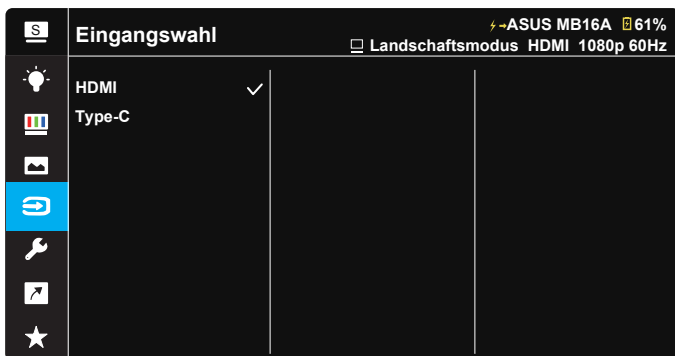 S
Eingangswahl
ASUS MB16A 61%
Landschaftsmodus HDMI 1080p 60Hz
HDMI
Type-C